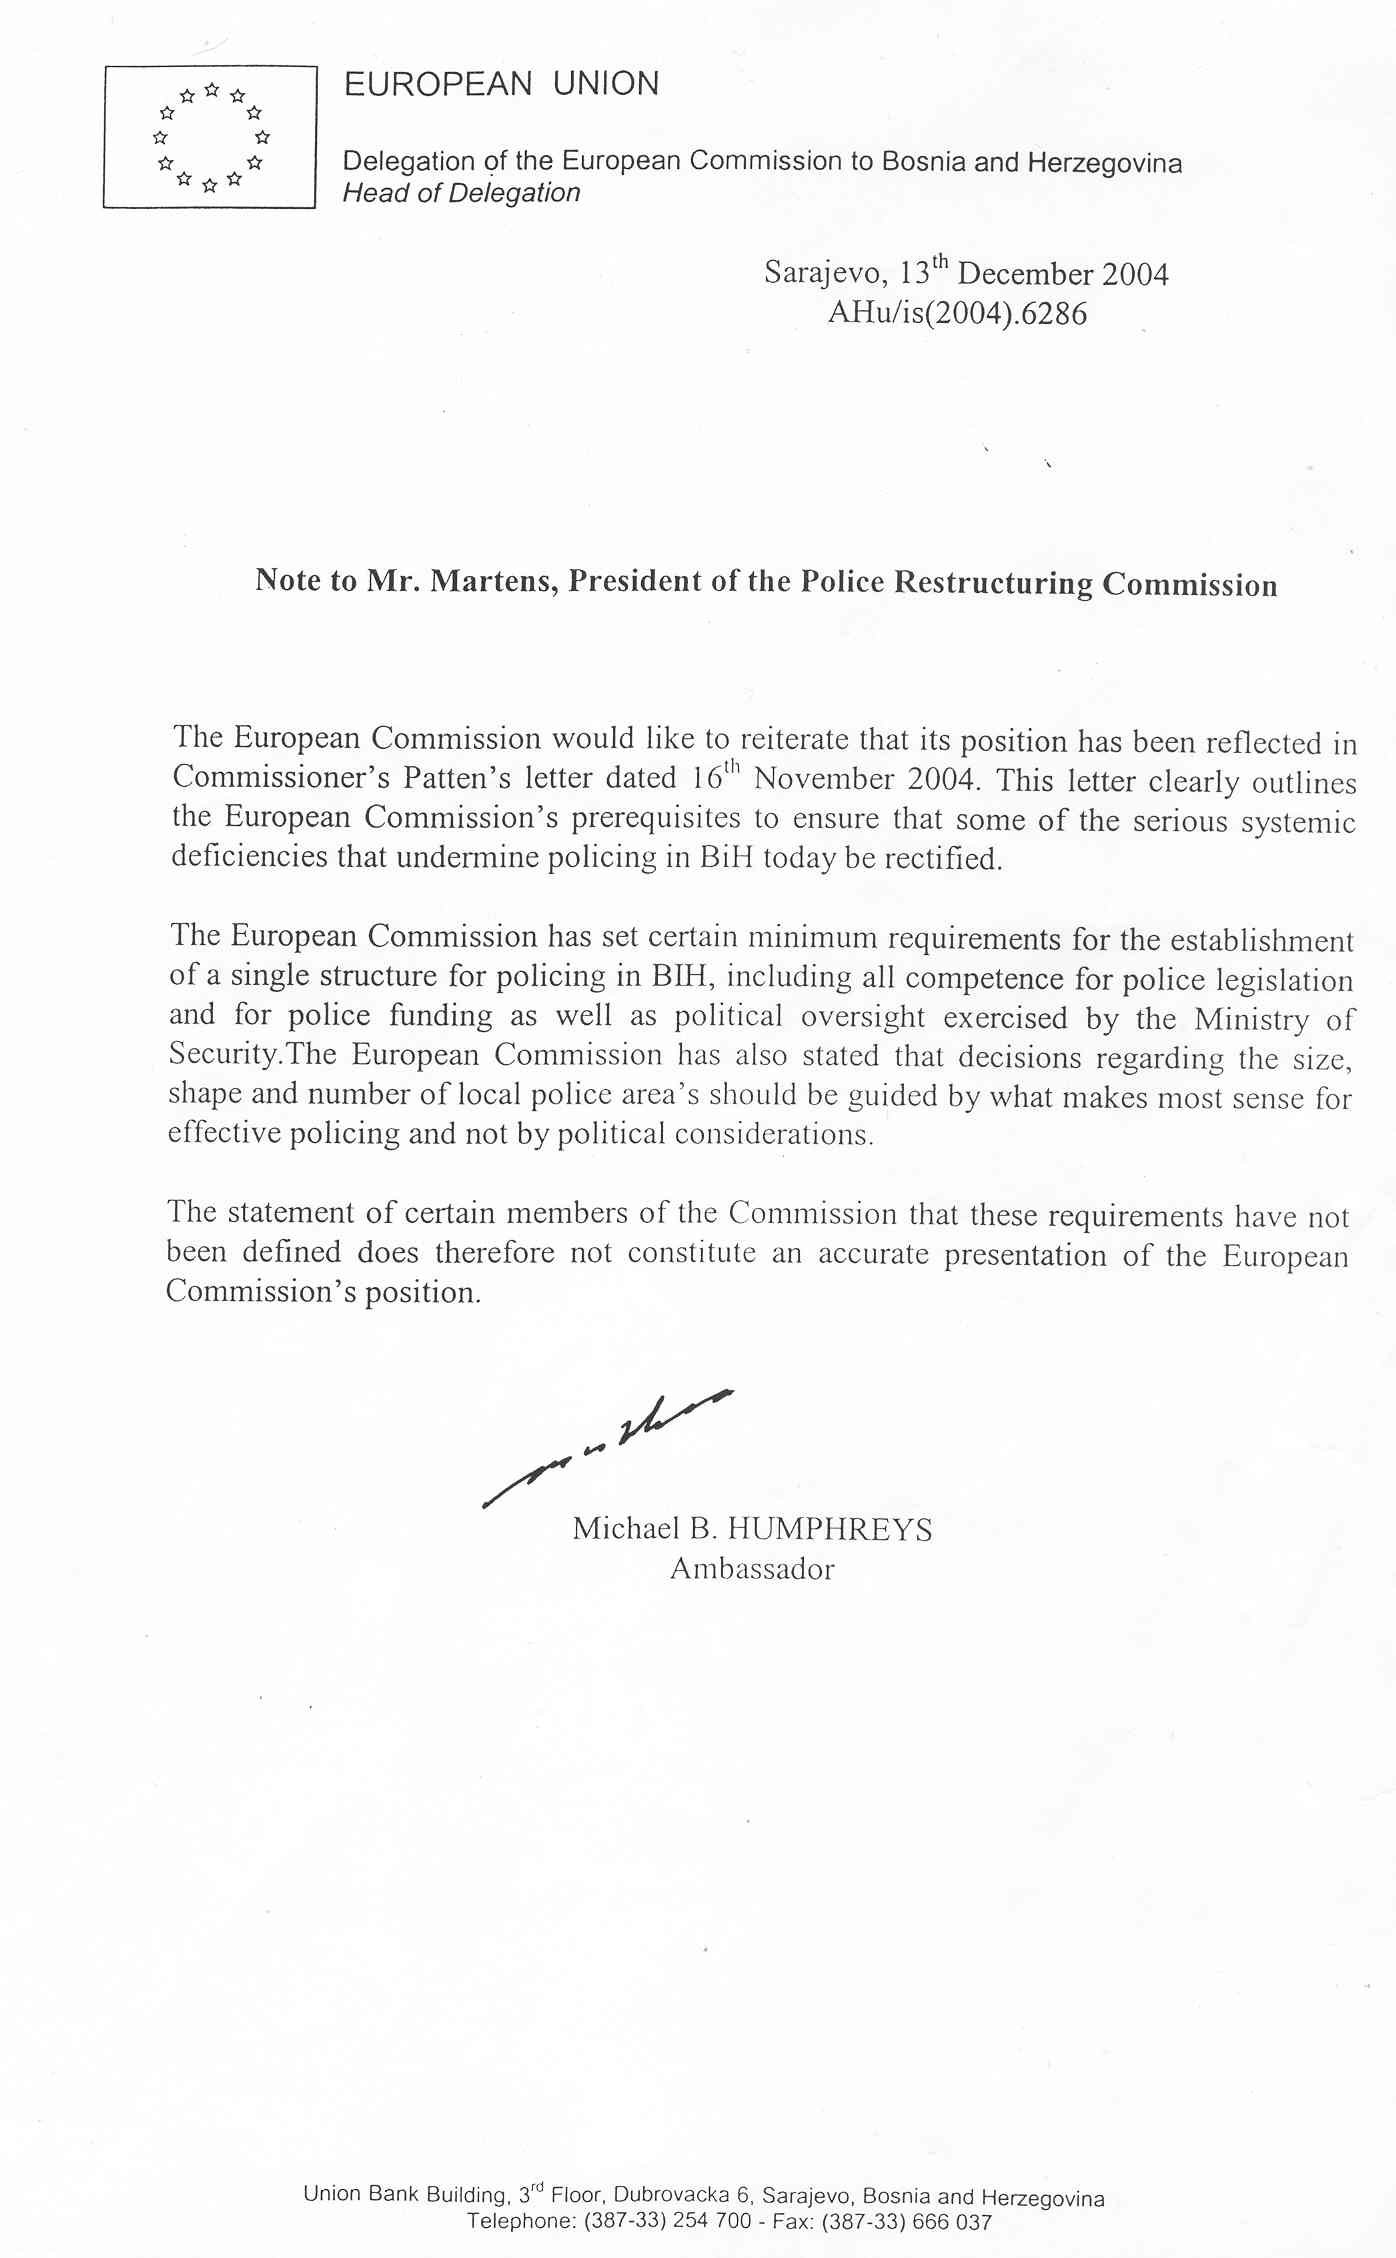 EUROPEAN UNION
Delegation of the European Commission to Bosnia and Herzegovina
Head of Delegation
Sarajevo, 13th December 2004
AHu/is(2004).6286
Note to Mr. Martens, President of the Police Restructuring Commission
The European Commission would like to reiterate that its position has been reflected in
Commissioner's Patten's letter dated 16th November 2004. This letter clearly outlines
the European Commission's prerequisites to ensure that some of the serious systemic
deficiencies that undermine policing in BiH today be rectified.
The European Commission has set certain minimum requirements for the establishment
of a single structure for policing in BIH, including all competence for police legislation
and for police funding as well as political oversight exercised by the Ministry of
Security.The European Commission has also stated that decisions regarding the size,
shape and number of local police area's should be guided by what makes most sense for
effective policing and not by political considerations.
The statement of certain members of the Commission that these requirements have not
been defined does therefore not constitute an accurate presentation of the European
Commission's position.
Michael B. HUMPHREYS
Ambassador
Union Bank Building, 3rd Floor, Dubrovacka 6, Sarajevo, Bosnia and Herzegovina
Telephone: (387-33) 254 700 - Fax: (387-33) 666 037